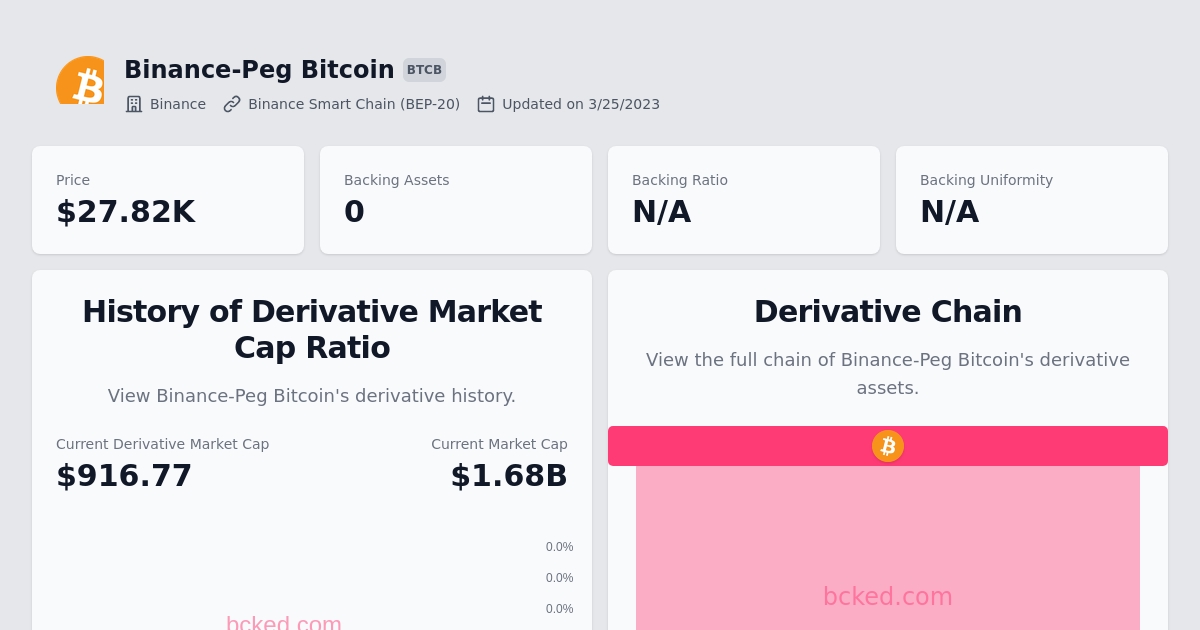 Binance-Peg Bitcoin BTCB
Binance Binance Smart Chain (BEP-20) Updated on 3/25/2023
Price
$27.82K
Backing Assets
0
Backing Ratio
N/A
Backing Uniformity
N/A
History of Derivative Market
Cap Ratio
View Binance-Peg Bitcoin's derivative history.
Current Derivative Market Cap
$916.77
Current Market Cap
$1.68B
0.0%
0.0%
0.0%
bcked.com
Derivative Chain
View the full chain of Binance-Peg Bitcoin's derivative
assets.
bcked.com